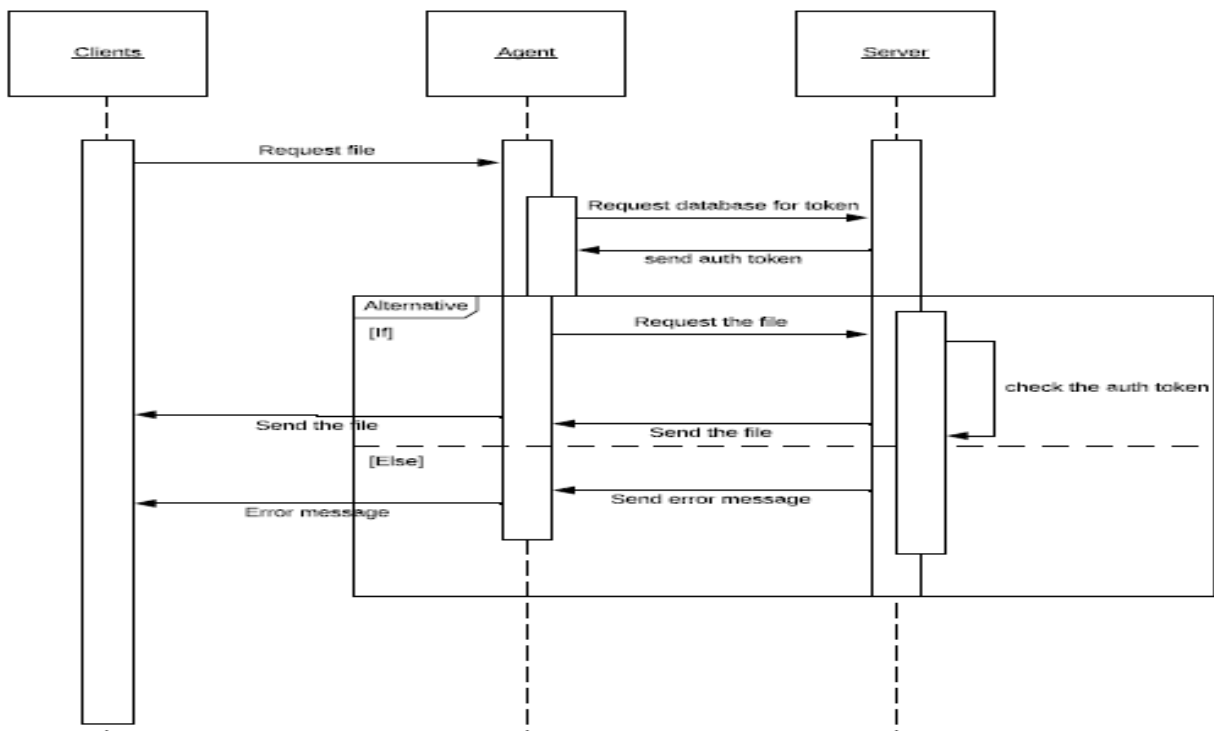 Clients
Agent
Server
Request file
Request database for token
send auth token
Alternative
[If]
Request the file
check the auth token
Send the file
Send the file
[Else]
Send error message
Error message